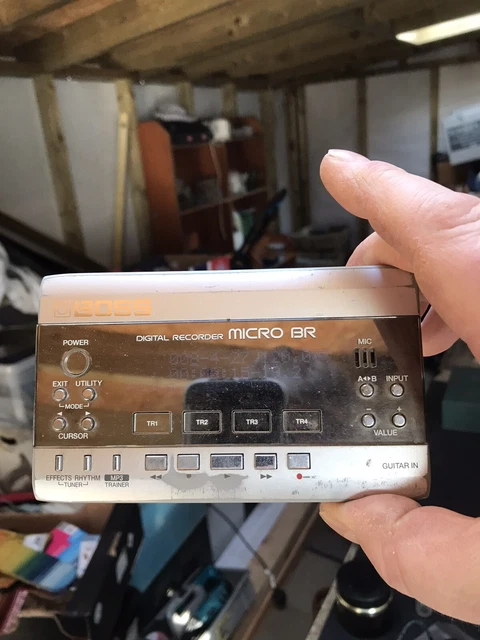 BOSS
DIGITAL RECORDER MICRO BR
POWER
MIC
EXIT UTILITY
MODE
CURSOR
A↔B INPUT
VALUE
TR1 TR2 TR3 TR4
EFFECTS RHYTHM MP3
TUNER TRAINER
GUITAR IN